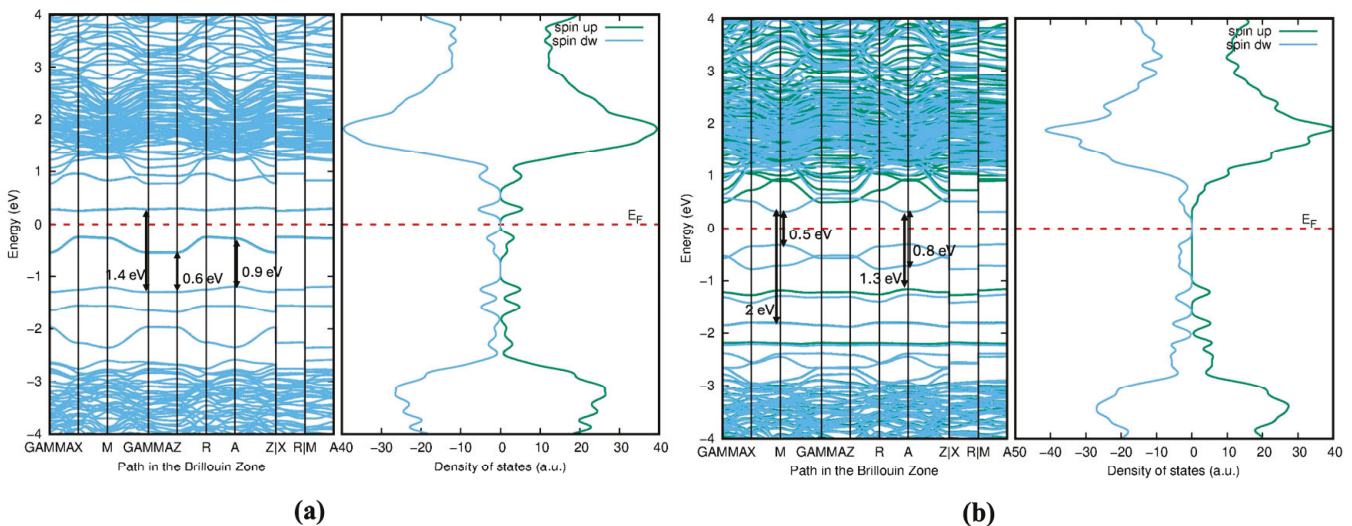 4
3
2
1
0
−1
−2
−3
−4
Energy (eV)
1.4 eV
0.6 eV
0.9 eV
GAMMAX M GAMMAZ R A Z|X R|M A
Path in the Brillouin Zone
spin up
spin dw
E_F
40 −30 −20 −10 0 10 20 30 40
Density of states (a.u.)
(a)
4
3
2
1
0
−1
−2
−3
−4
Energy (eV)
0.5 eV
0.8 eV
1.3 eV
2 eV
GAMMAX M GAMMAZ R A Z|X R|M A
Path in the Brillouin Zone
spin up
spin dw
E_F
50 −40 −30 −20 −10 0 10 20 30 40
Density of states (a.u.)
(b)